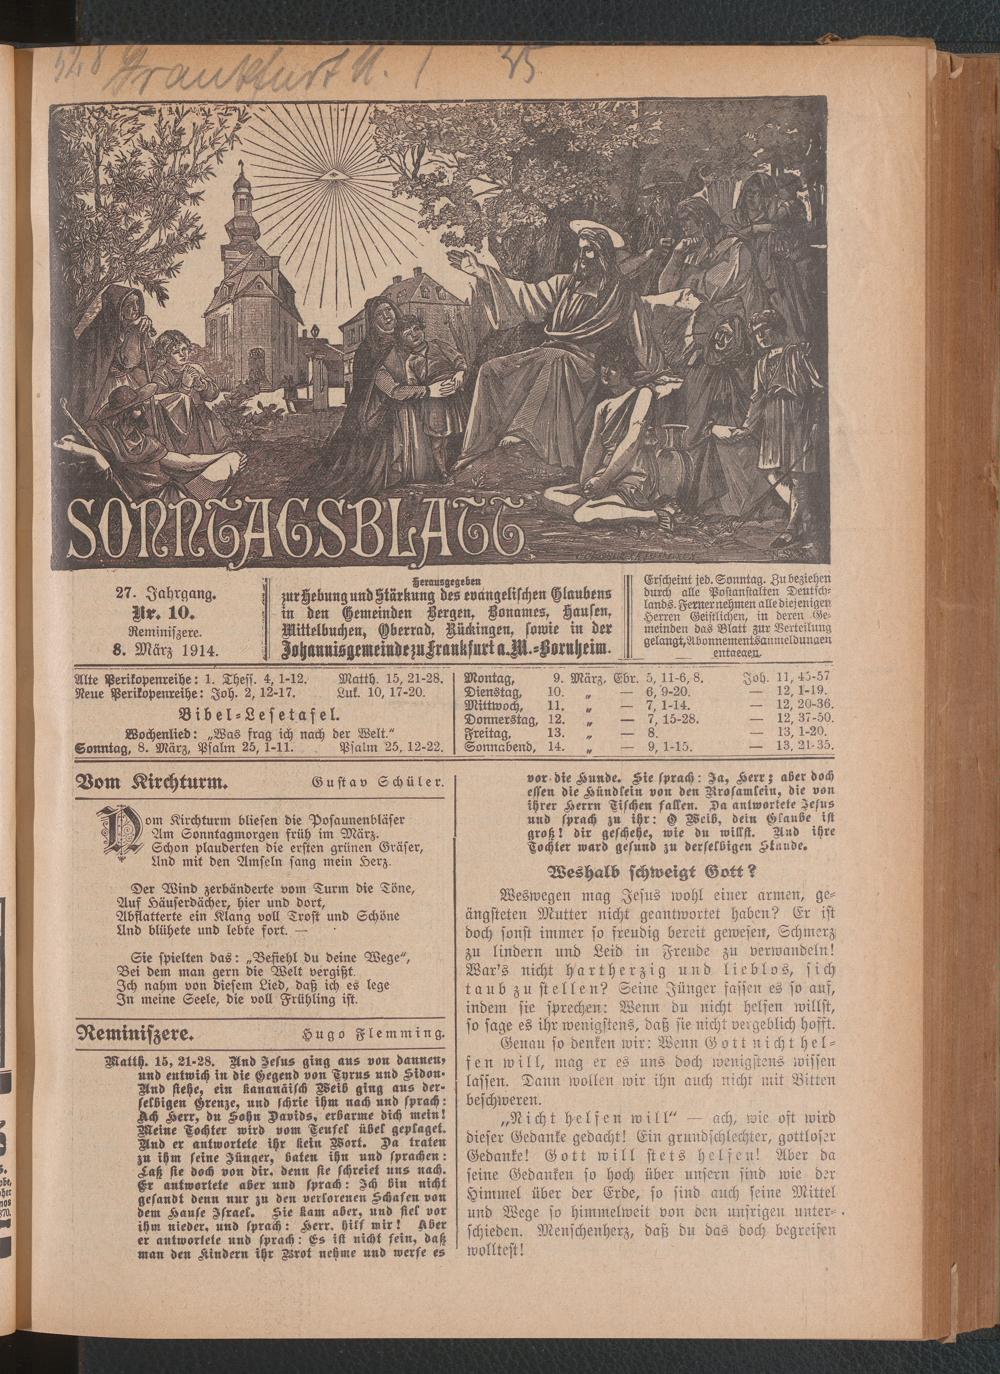 528 Frankfurt U. / 35
SONNTAGSBLATT
27. Jahrgang.
Nr. 10.
Reminiszere.
8. März 1914.
Herausgegeben
zur Hebung und Stärkung des evangelischen Glaubens
in den Gemeinden Bergen, Bonames, Hausen,
Mittelbuchen, Oberrad, Rückingen, sowie in der
Johannisgemeinde zu Frankfurt a. M.-Bornheim.
Erscheint jed. Sonntag. Zu beziehen
durch alle Postanstalten Deutsch-
lands. Ferner nehmen alle diejenigen
Herren Geistlichen, in deren Ge-
meinden das Blatt zur Verteilung
gelangt, Abonnementsanmeldungen
entgegen.
Alte Perikopenreihe: 1. Thess. 4, 1-12. Matth. 15, 21-28.
Neue Perikopenreihe: Joh. 2, 12-17. Luk. 10, 17-20.
Bibel-Lesetafel.
Wochenlied: „Was frag ich nach der Welt.“
Sonntag, 8. März, Psalm 25, 1-11. Psalm 25, 12-22.
Montag, 9. März, Ebr. 5, 11-6, 8. Joh. 11, 45-57
Dienstag, 10. „ — 6, 9-20. — 12, 1-19.
Mittwoch, 11. „ — 7, 1-14. — 12, 20-36.
Donnerstag, 12. „ — 7, 15-28. — 12, 37-50.
Freitag, 13. „ — 8. — 13, 1-20.
Sonnabend, 14. „ — 9, 1-15. — 13, 21-35.
Vom Kirchturm. Gustav Schüler.
Vom Kirchturm bliesen die Posaunenbläser
Am Sonntagmorgen früh im März.
Schon plauderten die ersten grünen Gräser,
Und mit den Amseln sang mein Herz.
Der Wind zerbänderte vom Turm die Töne,
Auf Häuserdächer, hier und dort,
Abflatterte ein Klang voll Trost und Schöne
Und blühete und lebte fort. —
Sie spielten das: „Befiehl du deine Wege“,
Bei dem man gern die Welt vergißt.
Ich nahm von diesem Lied, daß ich es lege
In meine Seele, die voll Frühling ist.
Reminiszere. Hugo Flemming.
Matth. 15, 21-28. Und Jesus ging aus von dannen,
und entwich in die Gegend von Tyrus und Sidon.
Und siehe, ein kananäisch Weib ging aus der-
selbigen Grenze, und schrie ihm nach und sprach:
Ach Herr, du Sohn Davids, erbarme dich mein!
Meine Tochter wird vom Teufel übel geplaget.
Und er antwortete ihr kein Wort. Da traten
zu ihm seine Jünger, baten ihn und sprachen:
Laß sie doch von dir, denn sie schreiet uns nach.
Er antwortete aber und sprach: Ich bin nicht
gesandt denn nur zu den verlorenen Schafen von
dem Hause Israel. Sie kam aber, und fiel vor
ihm nieder, und sprach: Herr, hilf mir! Aber
er antwortete und sprach: Es ist nicht fein, daß
man den Kindern ihr Brot nehme und werfe es
vor die Hunde. Sie sprach: Ja, Herr; aber doch
essen die Hündlein von den Brosamlein, die von
ihrer Herrn Tischen fallen. Da antwortete Jesus
und sprach zu ihr: O Weib, dein Glaube ist
groß! dir geschehe, wie du willst. Und ihre
Tochter ward gesund zu derselbigen Stunde.
Weshalb schweigt Gott?
Weswegen mag Jesus wohl einer armen, ge-
ängsteten Mutter nicht geantwortet haben? Er ist
doch sonst immer so freudig bereit gewesen, Schmerz
zu lindern und Leid in Freude zu verwandeln!
War's nicht hartherzig und lieblos, sich
taub zu stellen? Seine Jünger fassen es so auf,
indem sie sprechen: Wenn du nicht helfen willst,
so sage es ihr wenigstens, daß sie nicht vergeblich hofft.
Genau so denken wir: Wenn Gott nicht hel-
fen will, mag er es uns doch wenigstens wissen
lassen. Dann wollen wir ihn auch nicht mit Bitten
beschweren.
„Nicht helfen will“ — ach, wie oft wird
dieser Gedanke gedacht! Ein grundschlechter, gottloser
Gedanke! Gott will stets helfen! Aber da
seine Gedanken so hoch über unsern sind wie der
Himmel über der Erde, so sind auch seine Mittel
und Wege so himmelweit von den unsrigen unter-
schieden. Menschenherz, daß du das doch begreifen
wolltest!